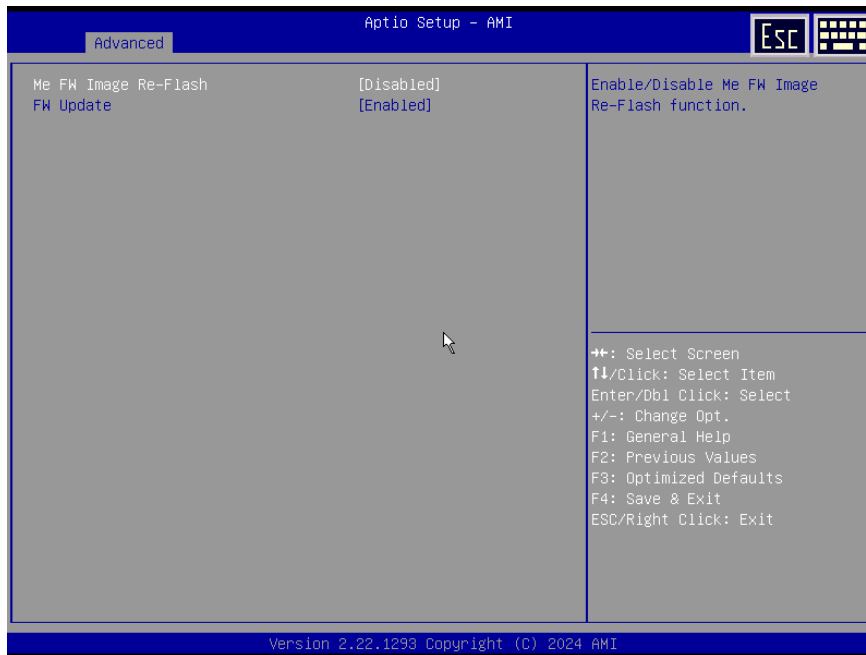 Aptio Setup - AMI
Advanced
Esc
Me FW Image Re-Flash [Disabled]
FW Update [Enabled]
Enable/Disable Me FW Image
Re-Flash function.
→←: Select Screen
↑↓/Click: Select Item
Enter/Dbl Click: Select
+/-: Change Opt.
F1: General Help
F2: Previous Values
F3: Optimized Defaults
F4: Save & Exit
ESC/Right Click: Exit
Version 2.22.1293 Copyright (C) 2024 AMI